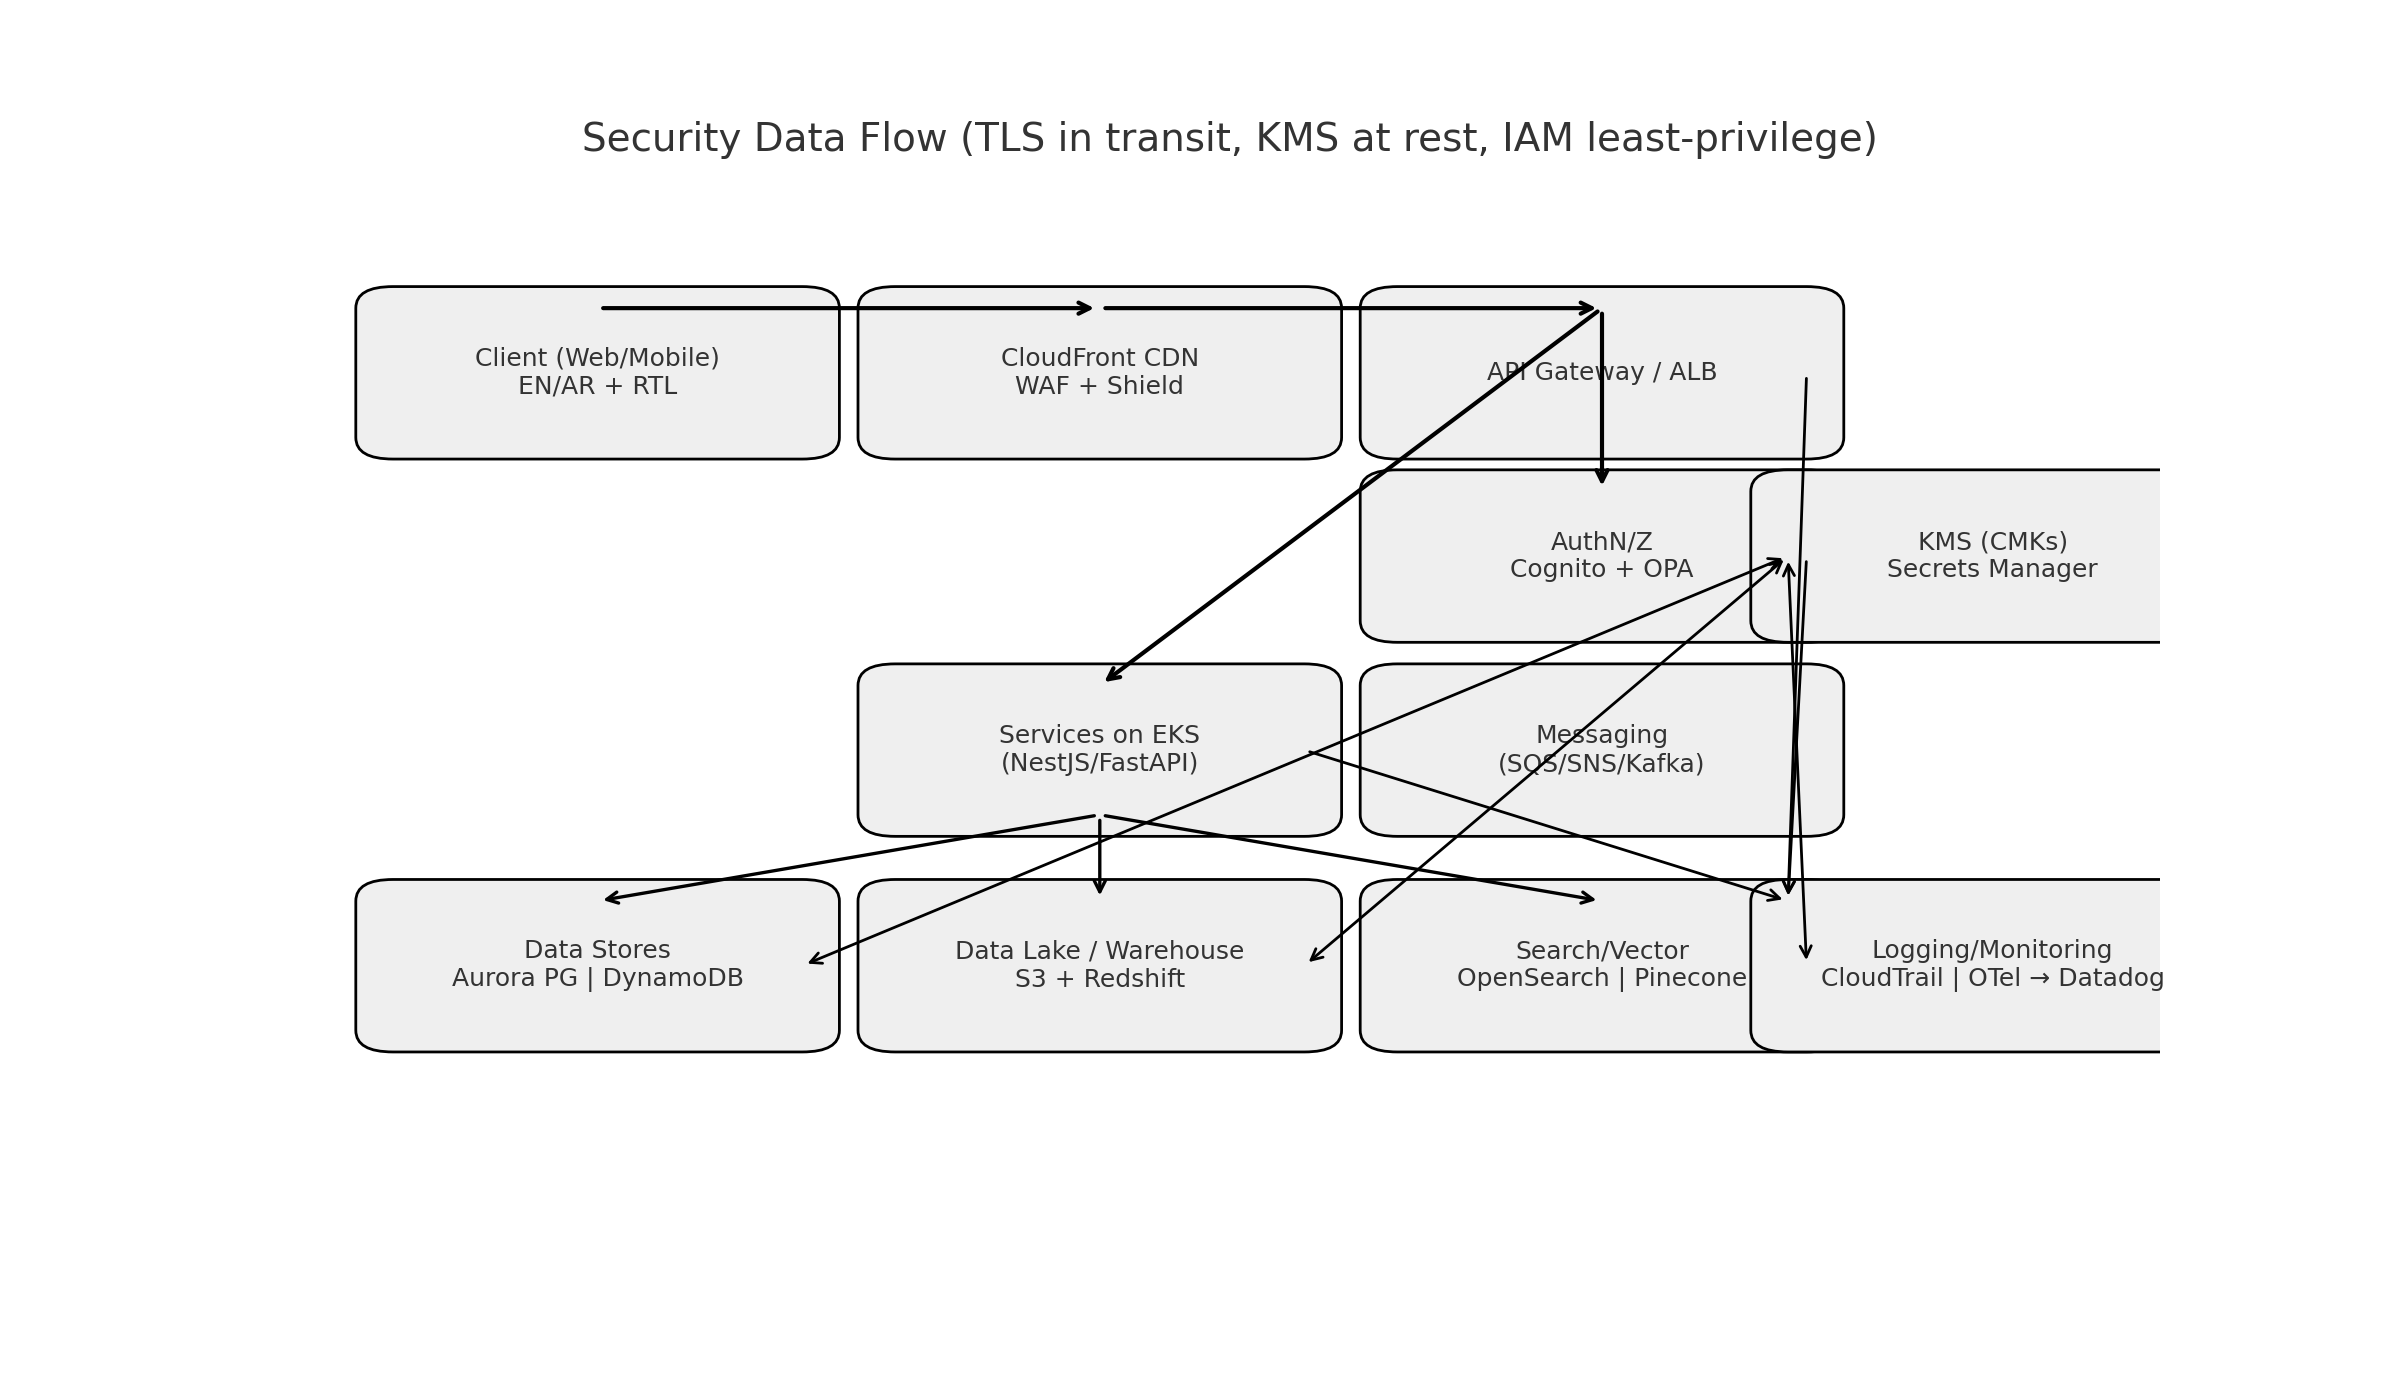 Security Data Flow (TLS in transit, KMS at rest, IAM least-privilege)
Client (Web/Mobile)
EN/AR + RTL
CloudFront CDN
WAF + Shield
API Gateway / ALB
AuthN/Z
Cognito + OPA
KMS (CMKs)
Secrets Manager
Services on EKS
(NestJS/FastAPI)
Messaging
(SQS/SNS/Kafka)
Data Stores
Aurora PG | DynamoDB
Data Lake / Warehouse
S3 + Redshift
Search/Vector
OpenSearch | Pinecone
Logging/Monitoring
CloudTrail | OTel → Datadog